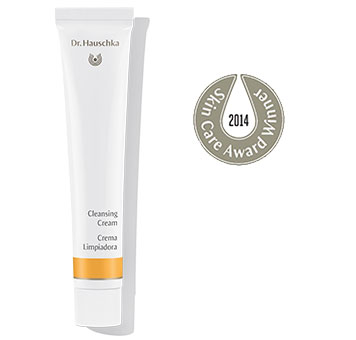 Dr. Hauschka
Cleansing
Cream
Crema
Limpiadora
2014
Skin Care Award Winner